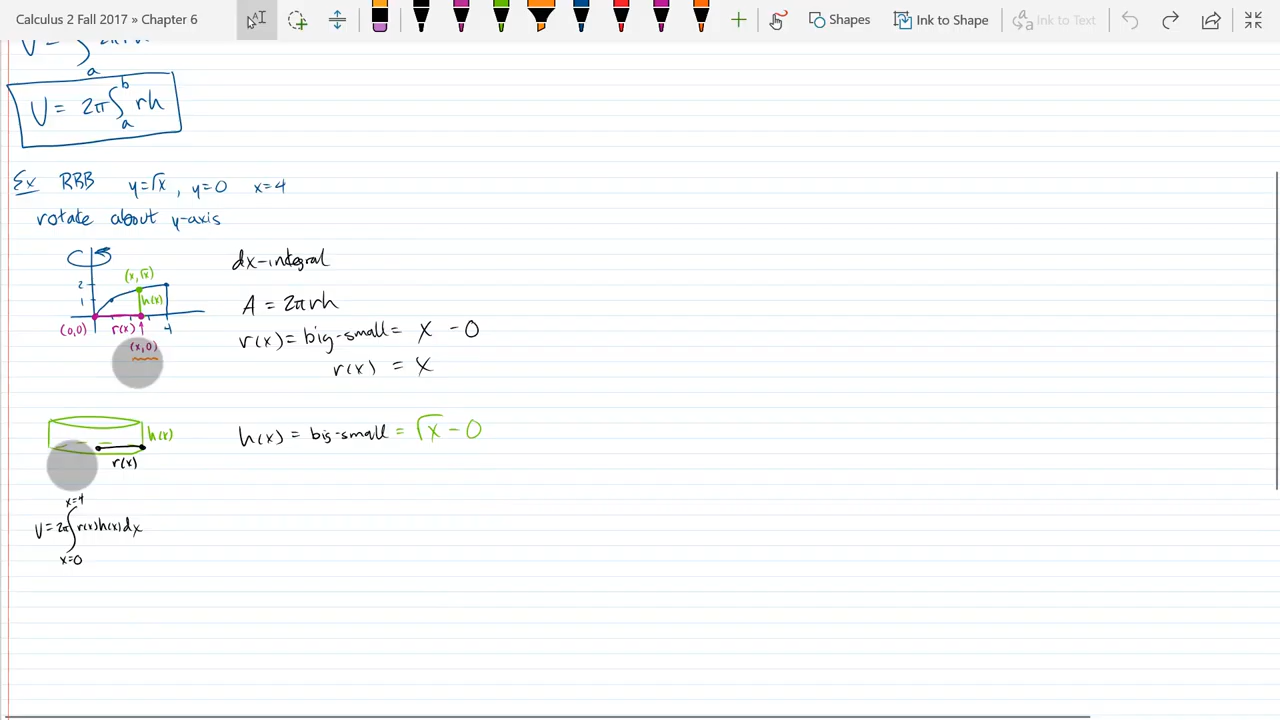 Calculus 2 Fall 2017 » Chapter 6
Shapes
Ink to Shape
Ink to Text
a
V = 2π∫ₐᵇ rh
Ex RBB y=√x, y=0 x=4
rotate about y-axis
dx-integral
(x,√x)
2
1
h(x)
(0,0)
r(x)
4
(x,0)
A = 2πrh
r(x) = big-small = x - 0
r(x) = x
h(x)
r(x)
h(x) = big-small = √x - 0
x=4
V = 2π∫ r(x)h(x)dx
x=0